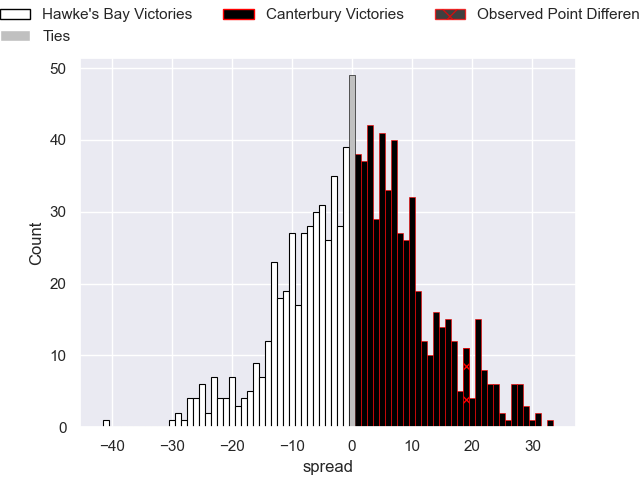 Hawke's Bay Victories
Canterbury Victories
Observed Point Differen
Ties
50
40
30
20
10
0
Count
−40
−30
−20
−10
0
10
20
30
spread